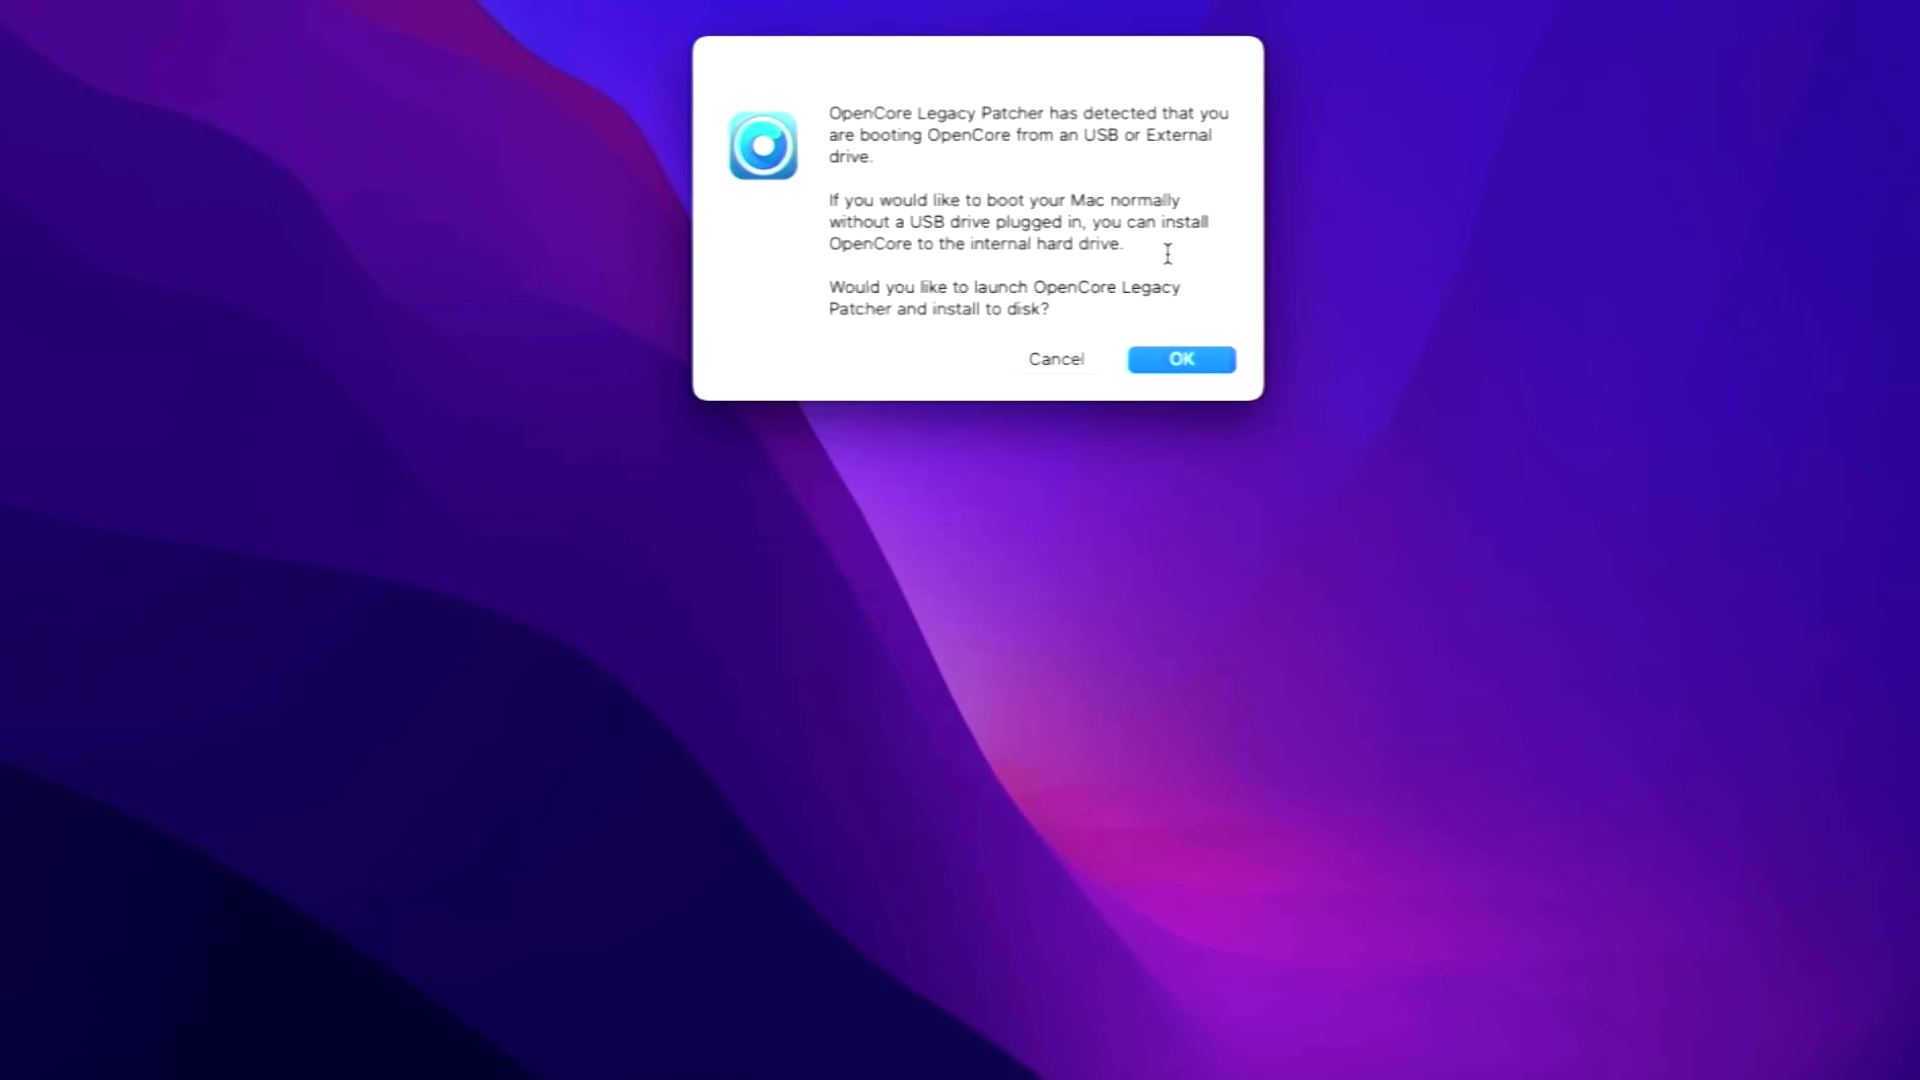 OpenCore Legacy Patcher has detected that you
are booting OpenCore from an USB or External
drive.
If you would like to boot your Mac normally
without a USB drive plugged in, you can install
OpenCore to the internal hard drive.
Would you like to launch OpenCore Legacy
Patcher and install to disk?
Cancel
OK